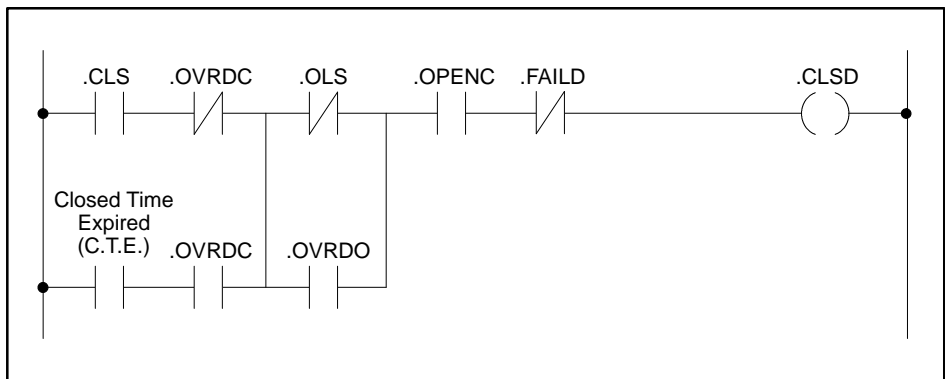 .CLS .OVRDC .OLS .OPENC .FAILD .CLSD
Closed Time
Expired
(C.T.E.) .OVRDC .OVRDO